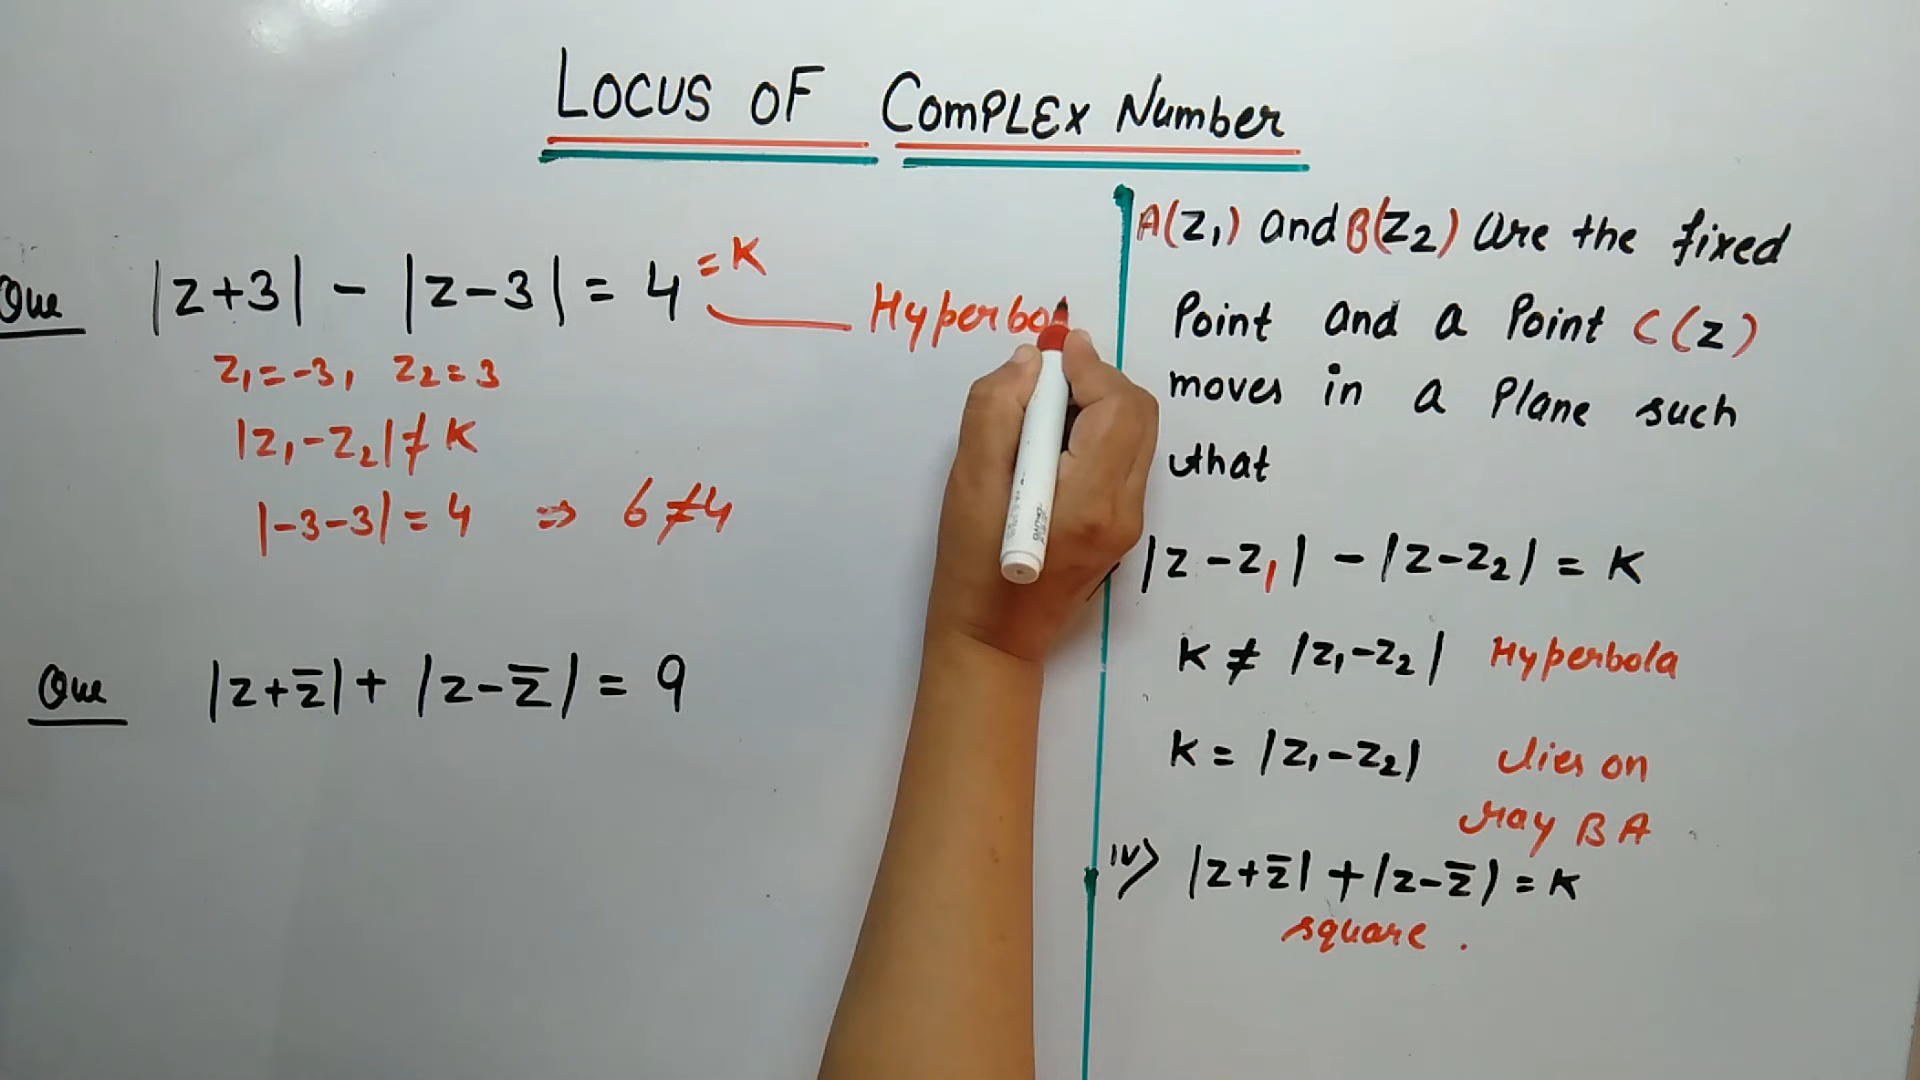 LOCUS OF COMPLEX Number
Que |z+3| - |z-3| = 4 = K
Hyperbo
z₁=-3, z₂=3
|z₁-z₂| ≠ K
|-3-3| = 4 ⇒ 6≠4
Que |z+z̅| + |z-z̅| = 9
A(z₁) and B(z₂) are the fixed
Point and a Point C(z)
moves in a Plane such
that
|z-z₁| - |z-z₂| = K
K ≠ |z₁-z₂| Hyperbola
K = |z₁-z₂| lies on
ray BA
iv) |z+z̅| + |z-z̅| = K
square.